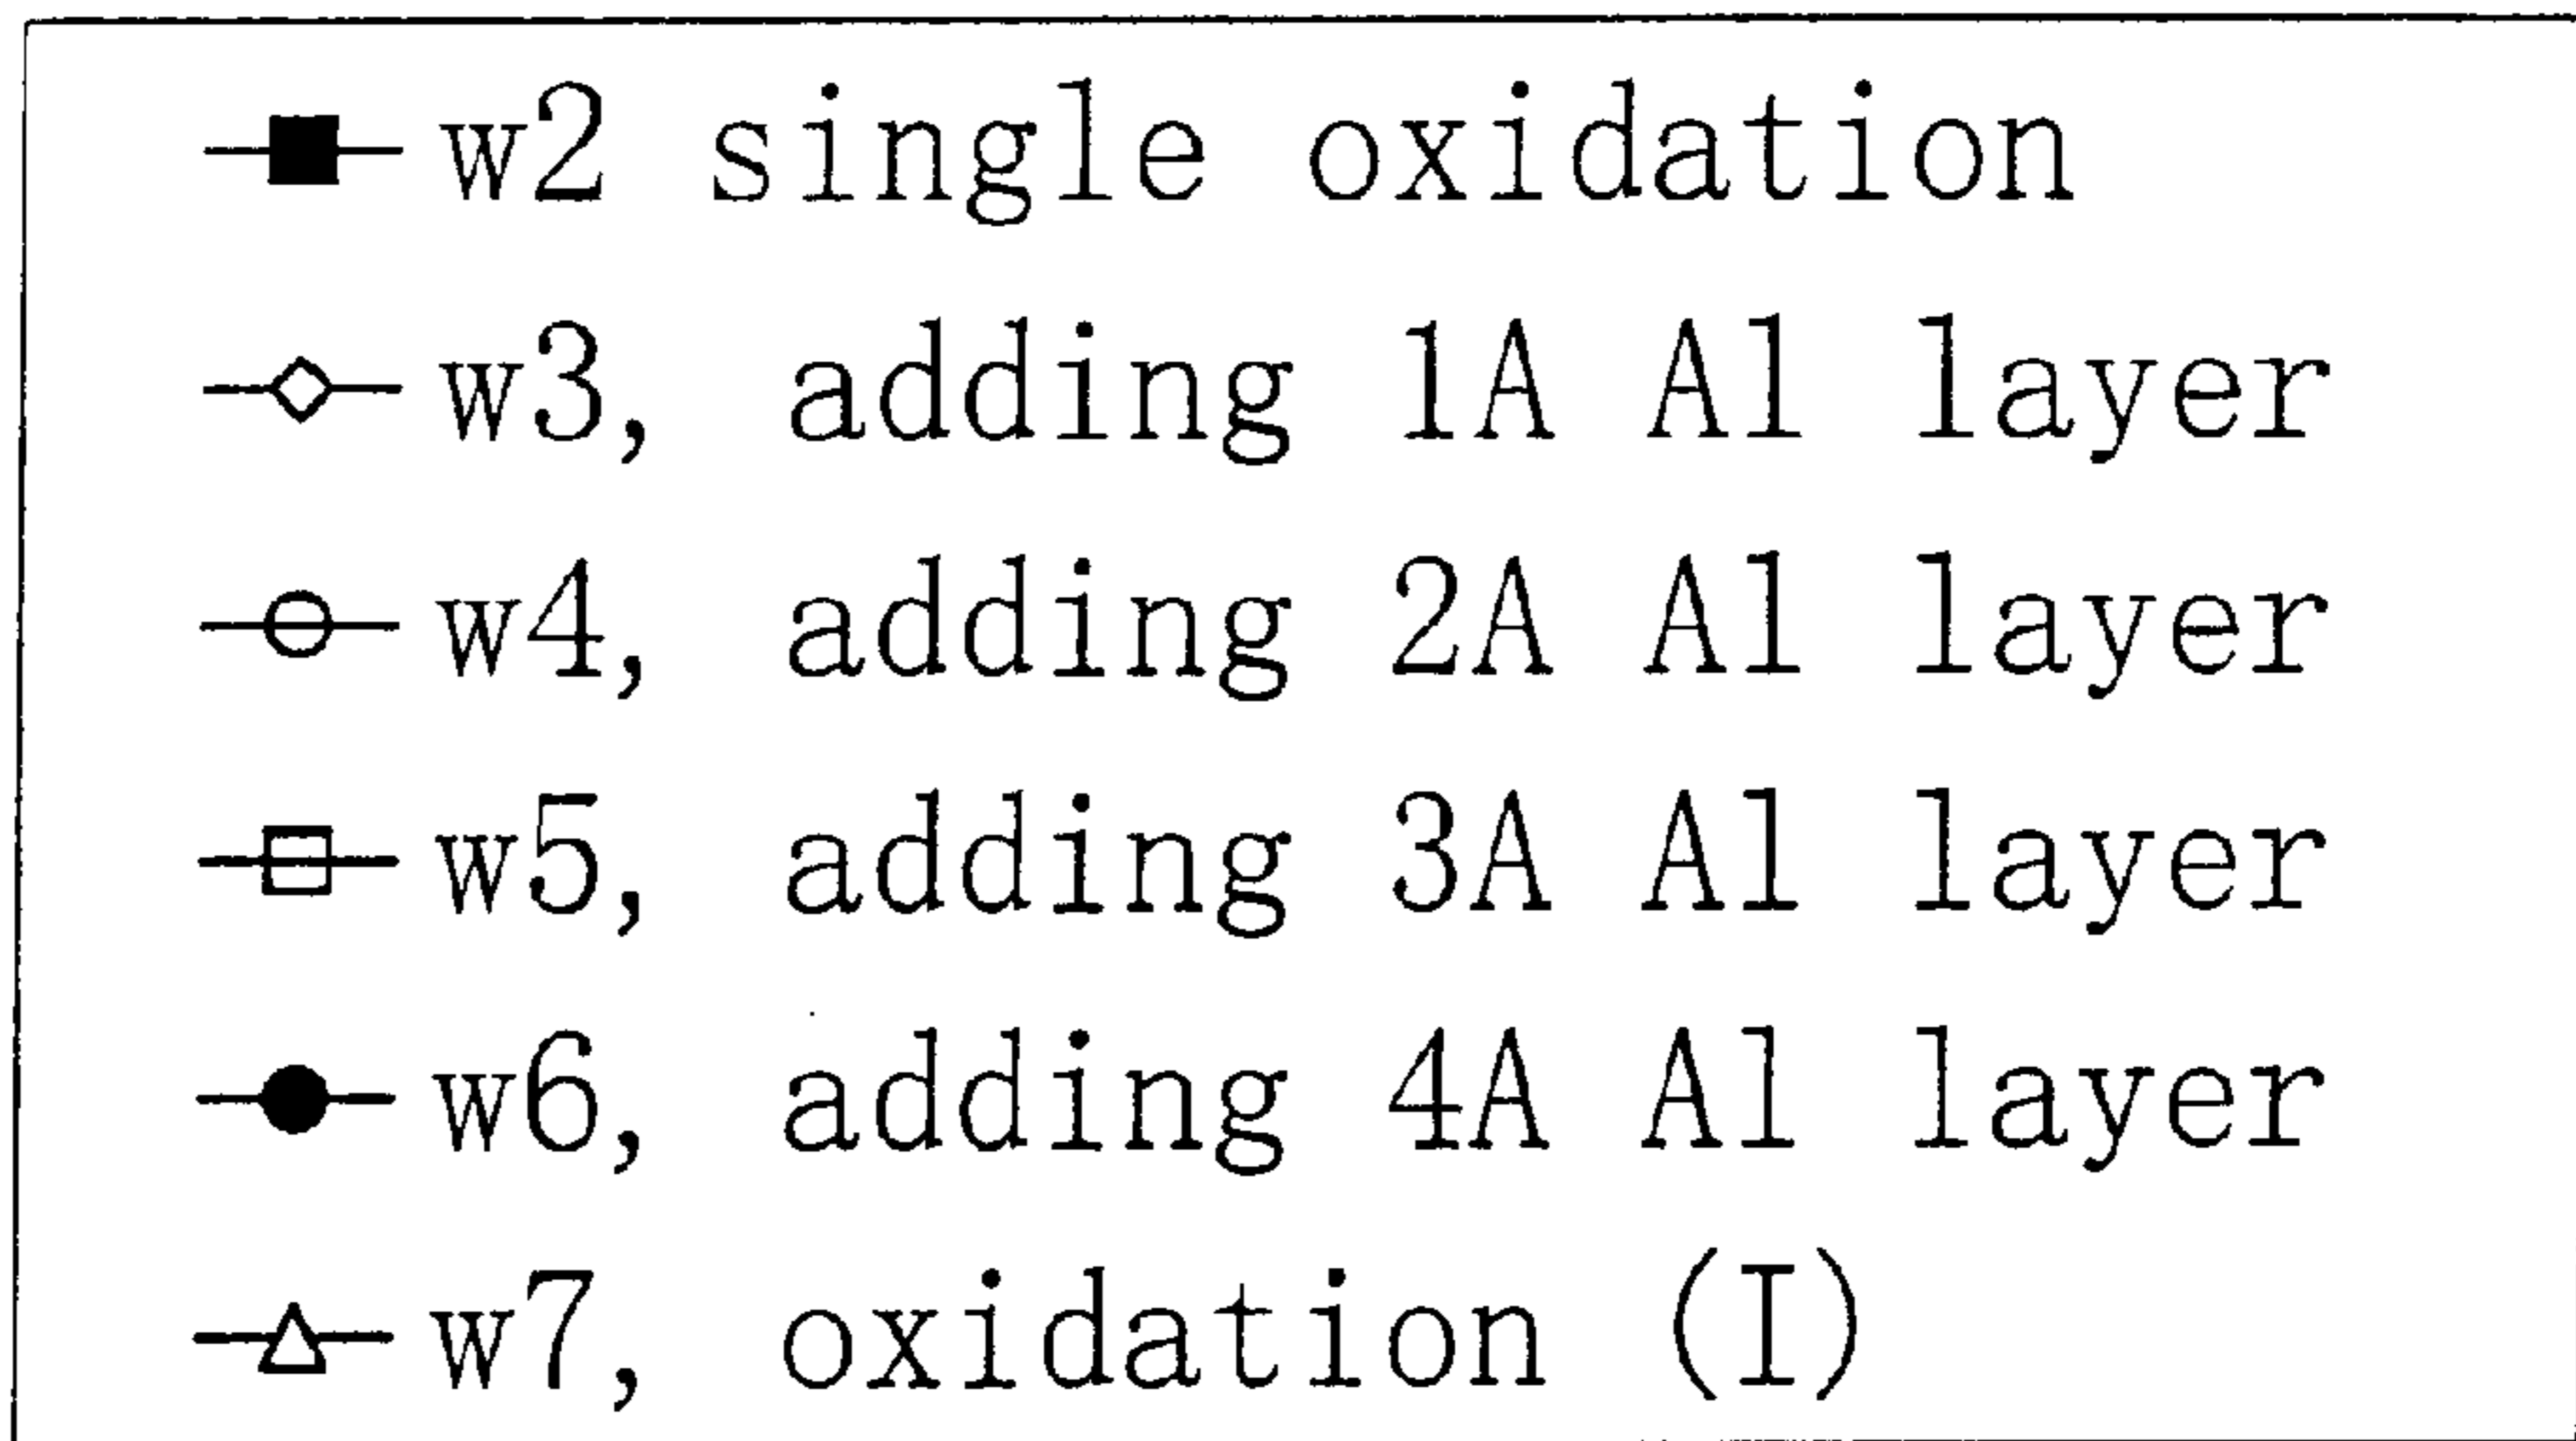 w2 single oxidation
w3, adding 1A Al layer
w4, adding 2A Al layer
w5, adding 3A Al layer
w6, adding 4A Al layer
w7, oxidation (I)